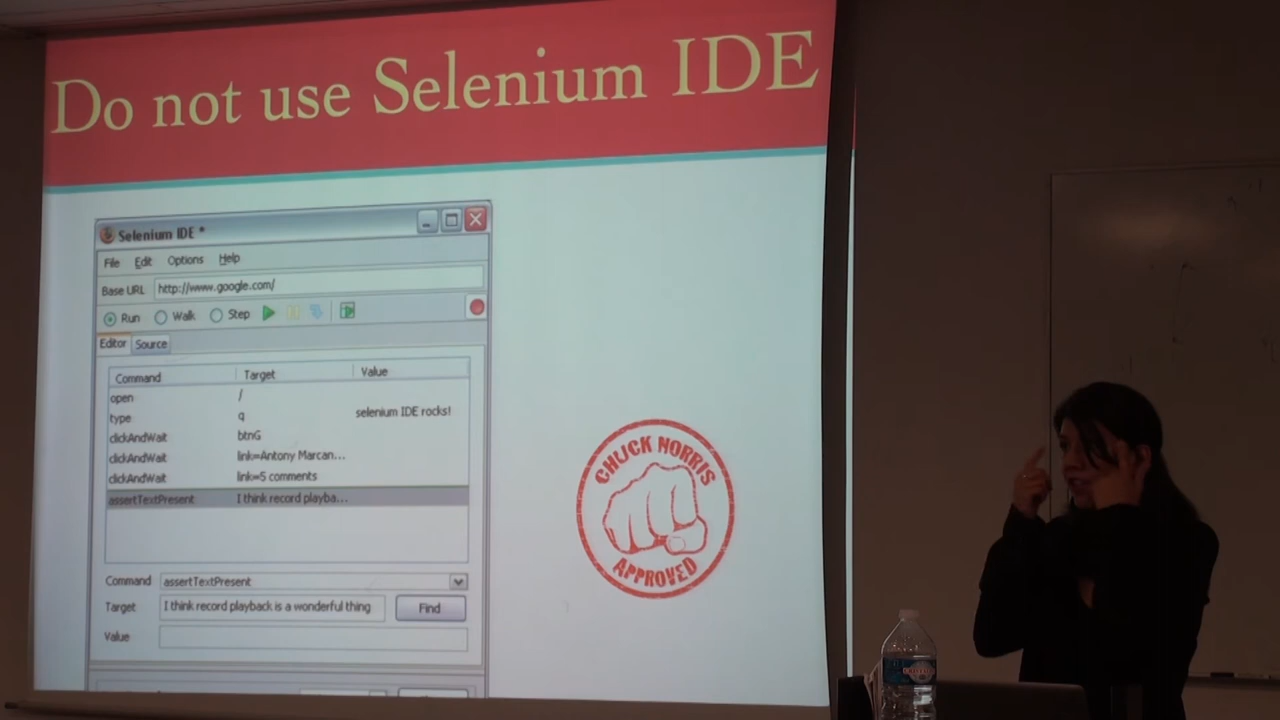 Do not use Selenium IDE
Selenium IDE *
File Edit Options Help
Base URL http://www.google.com/
Run Walk Step
Editor Source
Command Target Value
open /
type q selenium IDE rocks!
clickAndWait btnG
clickAndWait link=Antony Marcan...
clickAndWait link=5 comments
assertTextPresent I think record playba...
Command assertTextPresent
Target I think record playback is a wonderful thing Find
Value
CHUCK NORRIS
APPROVED